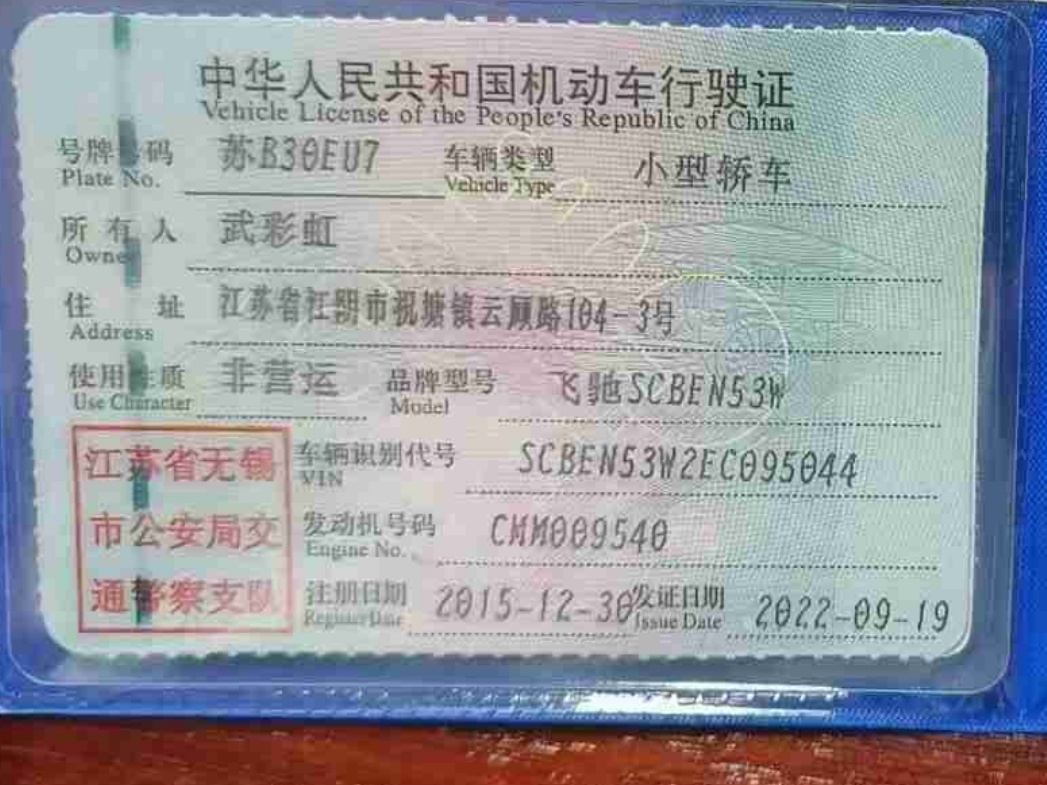 中华人民共和国机动车行驶证
Vehicle License of the People's Republic of China
号牌号码 苏B30EU7 车辆类型 小型轿车
Plate No. Vehicle Type
所有人 武彩虹
Owner
住址 江苏省江阴市祝塘镇云顾路104-3号
Address
使用性质 非营运 品牌型号 飞驰SCBEN53W
Use Character Model
江苏省无锡 车辆识别代号 SCBEN53W2EC095044
VIN
市公安局交 发动机号码 CMM009540
Engine No.
通警察支队 注册日期 2015-12-30 发证日期 2022-09-19
Register Date Issue Date